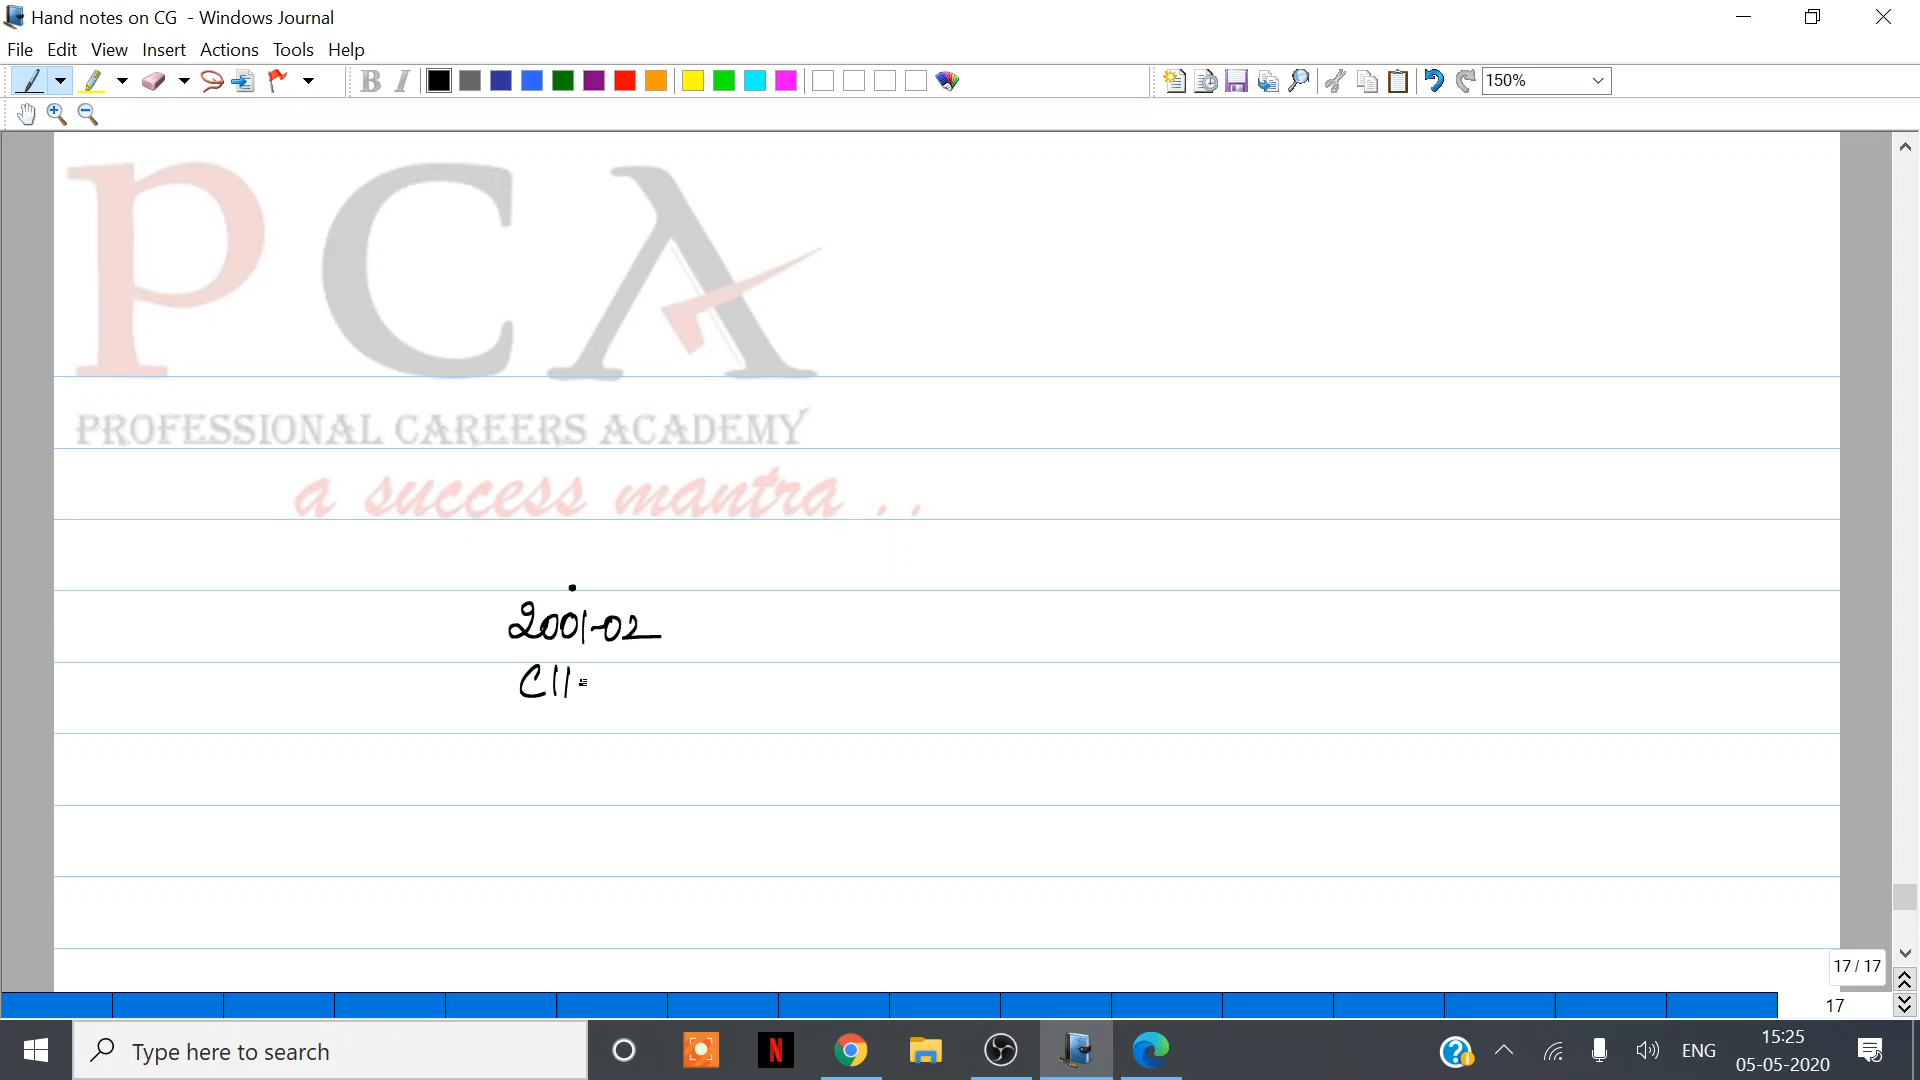 Hand notes on CG - Windows Journal
File Edit View Insert Actions Tools Help
B I 150%
PCA
PROFESSIONAL CAREERS ACADEMY
a success mantra . .
2001-02
CII
17 / 17
17
Type here to search
N
ENG
15:25
05-05-2020